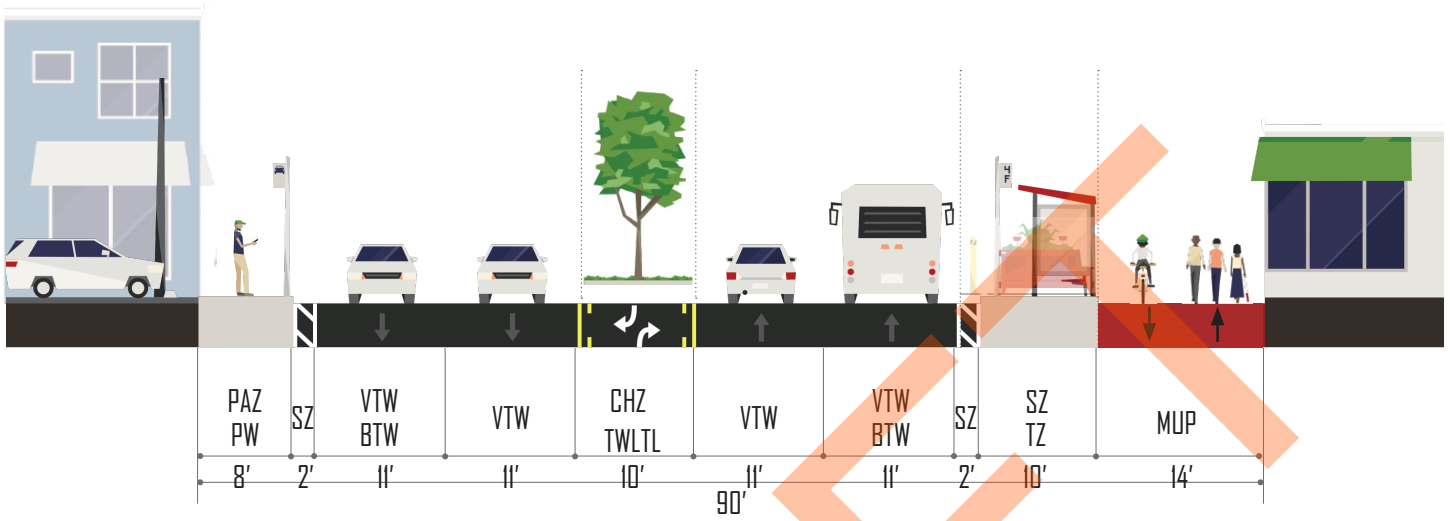 4
F
PAZ
PW
SZ
VTW
BTW
VTW
CHZ
TWLTL
VTW
VTW
BTW
SZ
SZ
TZ
MUP
8'
2'
11'
11'
10'
11'
11'
2'
10'
14'
90'